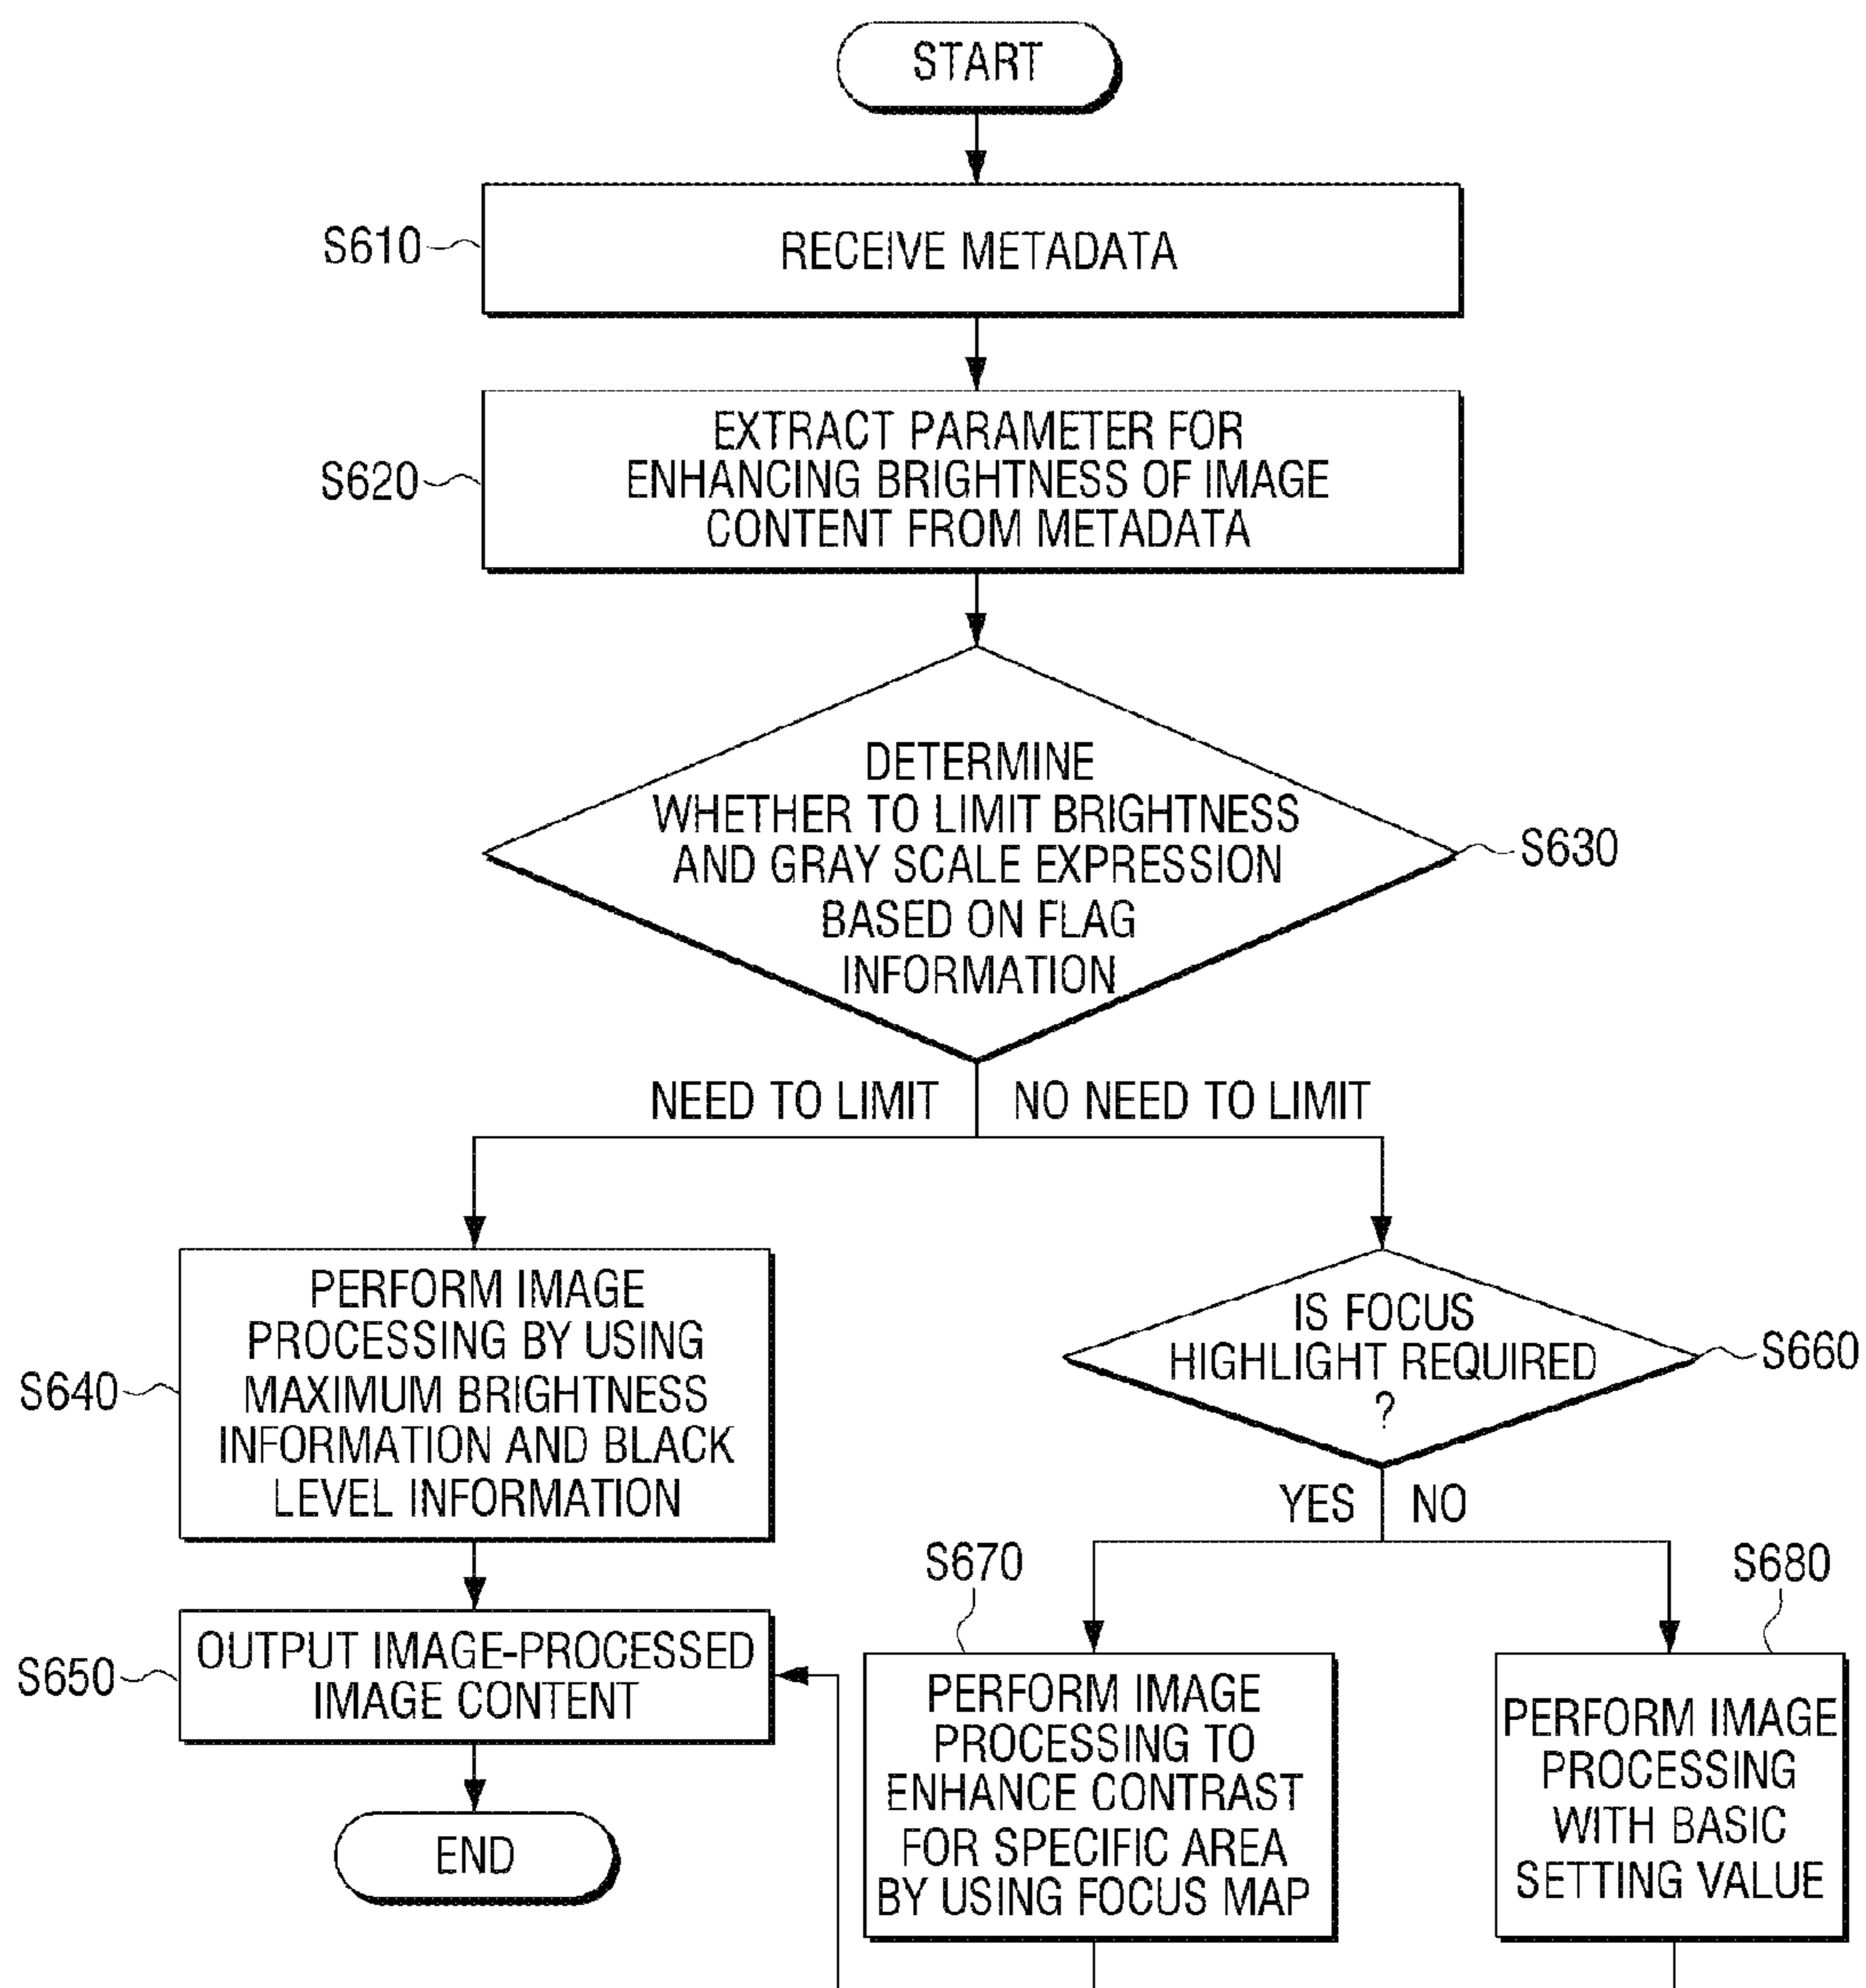 START
S610
RECEIVE METADATA
S620
EXTRACT PARAMETER FOR
ENHANCING BRIGHTNESS OF IMAGE
CONTENT FROM METADATA
DETERMINE
WHETHER TO LIMIT BRIGHTNESS
AND GRAY SCALE EXPRESSION
BASED ON FLAG
INFORMATION
S630
NEED TO LIMIT
NO NEED TO LIMIT
S640
PERFORM IMAGE
PROCESSING BY USING
MAXIMUM BRIGHTNESS
INFORMATION AND BLACK
LEVEL INFORMATION
IS FOCUS
HIGHLIGHT REQUIRED
?
S660
YES
NO
S650
OUTPUT IMAGE-PROCESSED
IMAGE CONTENT
END
S670
PERFORM IMAGE
PROCESSING TO
ENHANCE CONTRAST
FOR SPECIFIC AREA
BY USING FOCUS MAP
S680
PERFORM IMAGE
PROCESSING
WITH BASIC
SETTING VALUE